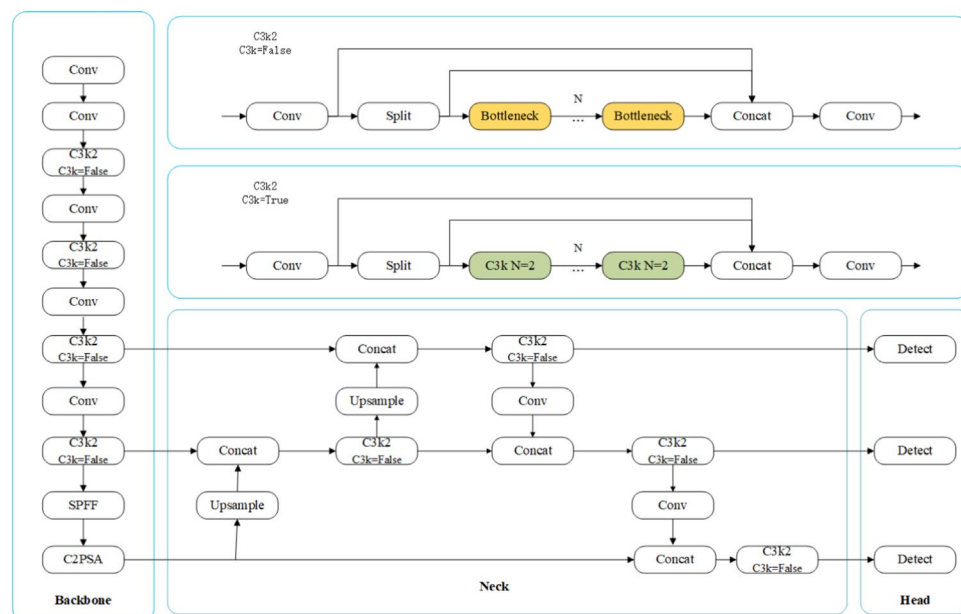 Conv
Conv
C3k2
C3k=False
Conv
C3k2
C3k=False
Conv
C3k2
C3k=False
Conv
C3k2
C3k=False
SPFF
C2PSA
Backbone
C3k2
C3k=False
Conv
Split
Bottleneck
N
...
Bottleneck
Concat
Conv
C3k2
C3k=True
Conv
Split
C3k N=2
N
...
C3k N=2
Concat
Conv
Concat
C3k2
C3k=False
Upsample
Conv
Concat
C3k2
C3k=False
Concat
C3k2
C3k=False
Upsample
Conv
Concat
C3k2
C3k=False
Neck
Detect
Detect
Detect
Head